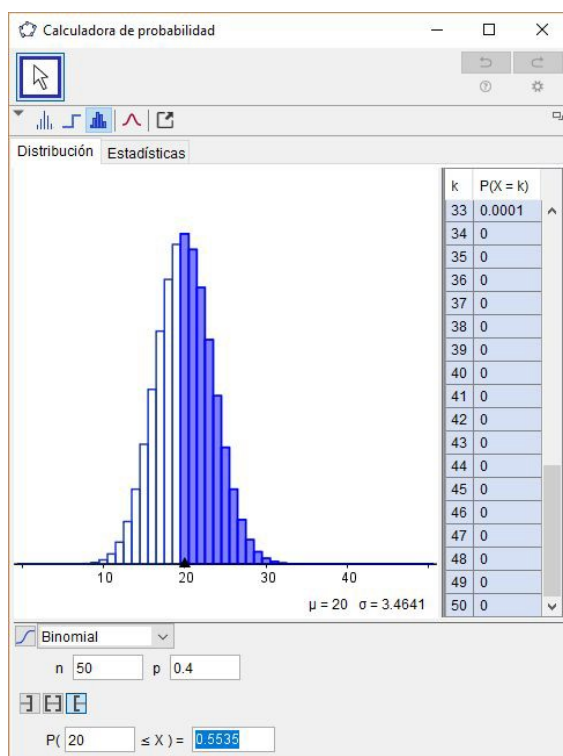 Calculadora de probabilidad
Distribución Estadísticas
k P(X = k)
33 0.0001
34 0
35 0
36 0
37 0
38 0
39 0
40 0
41 0
42 0
43 0
44 0
45 0
46 0
47 0
48 0
49 0
50 0
10 20 30 40
μ = 20 σ = 3.4641
Binomial
n 50 p 0.4
P( 20 ≤ X ) = 0.5535